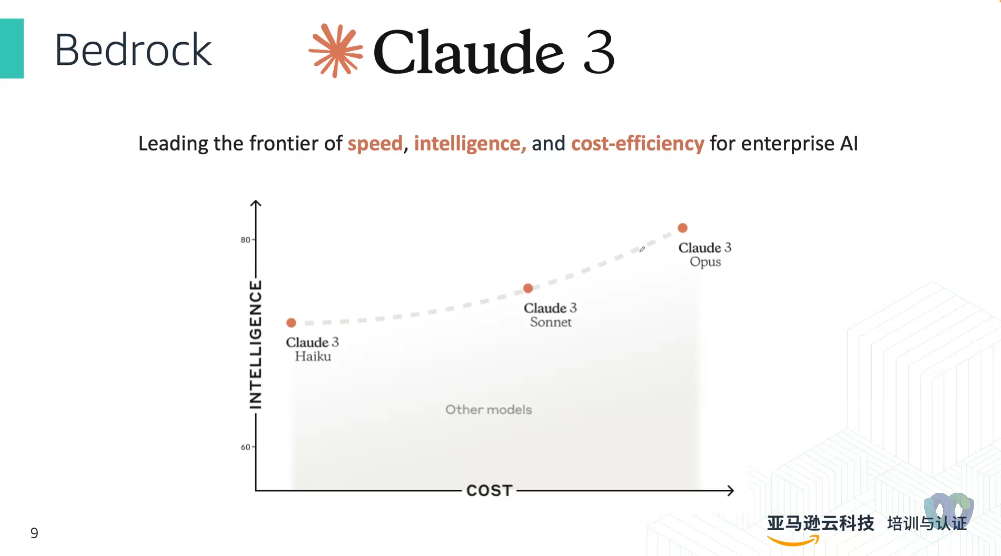 Bedrock
Claude 3
Leading the frontier of speed, intelligence, and cost-efficiency for enterprise AI
80
Claude 3
Opus
Claude 3
Sonnet
Claude 3
Haiku
INTELLIGENCE
Other models
60
COST
9
亚马逊云科技 培训与认证